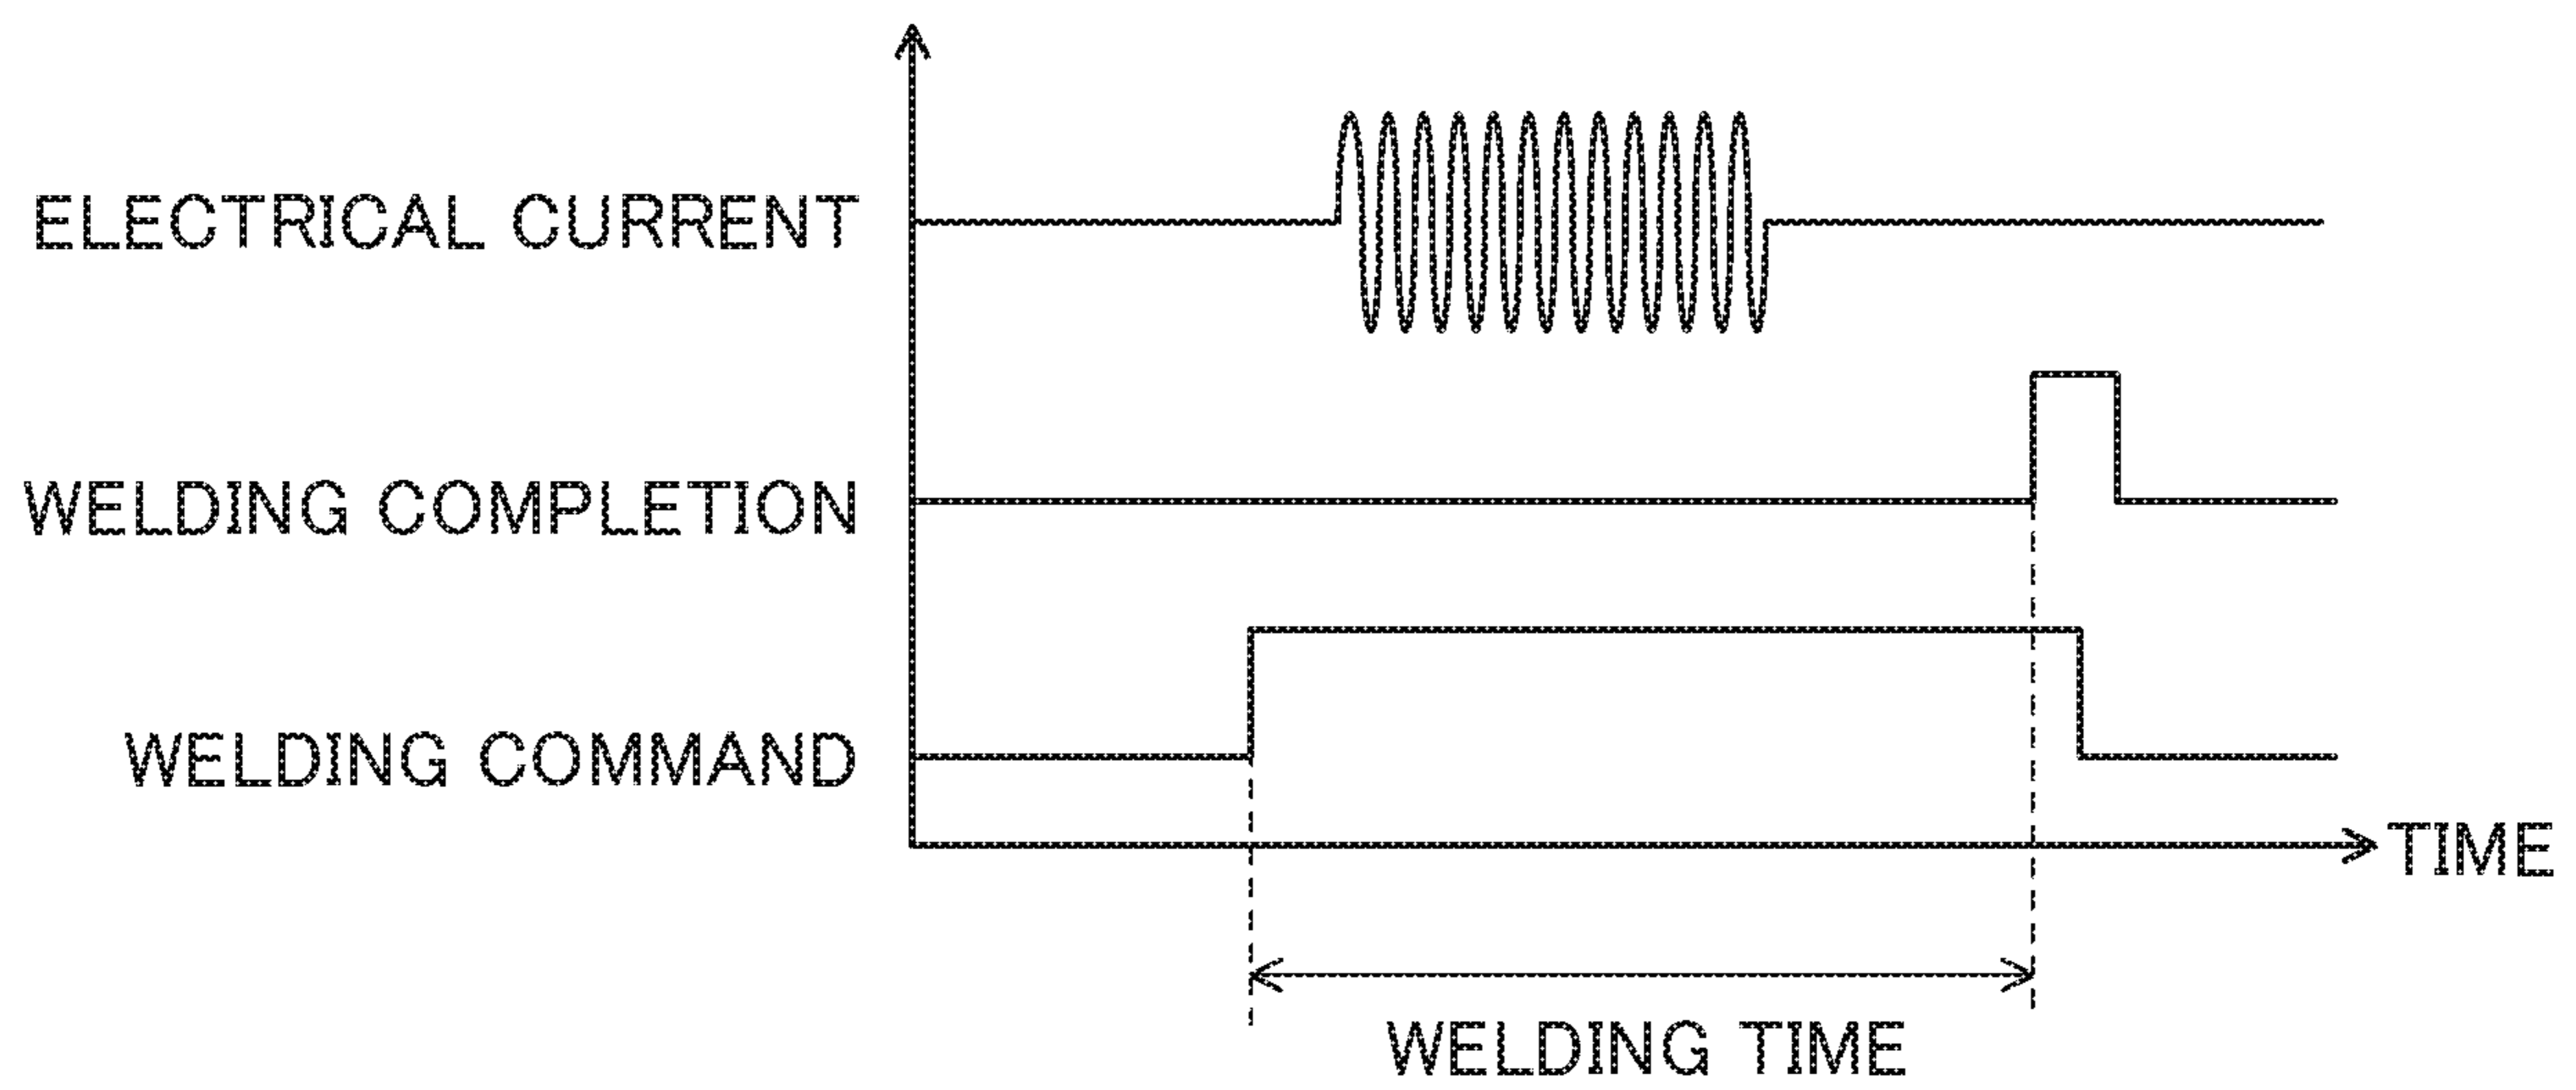 ELECTRICAL CURRENT
WELDING COMPLETION
WELDING COMMAND
TIME
WELDING TIME